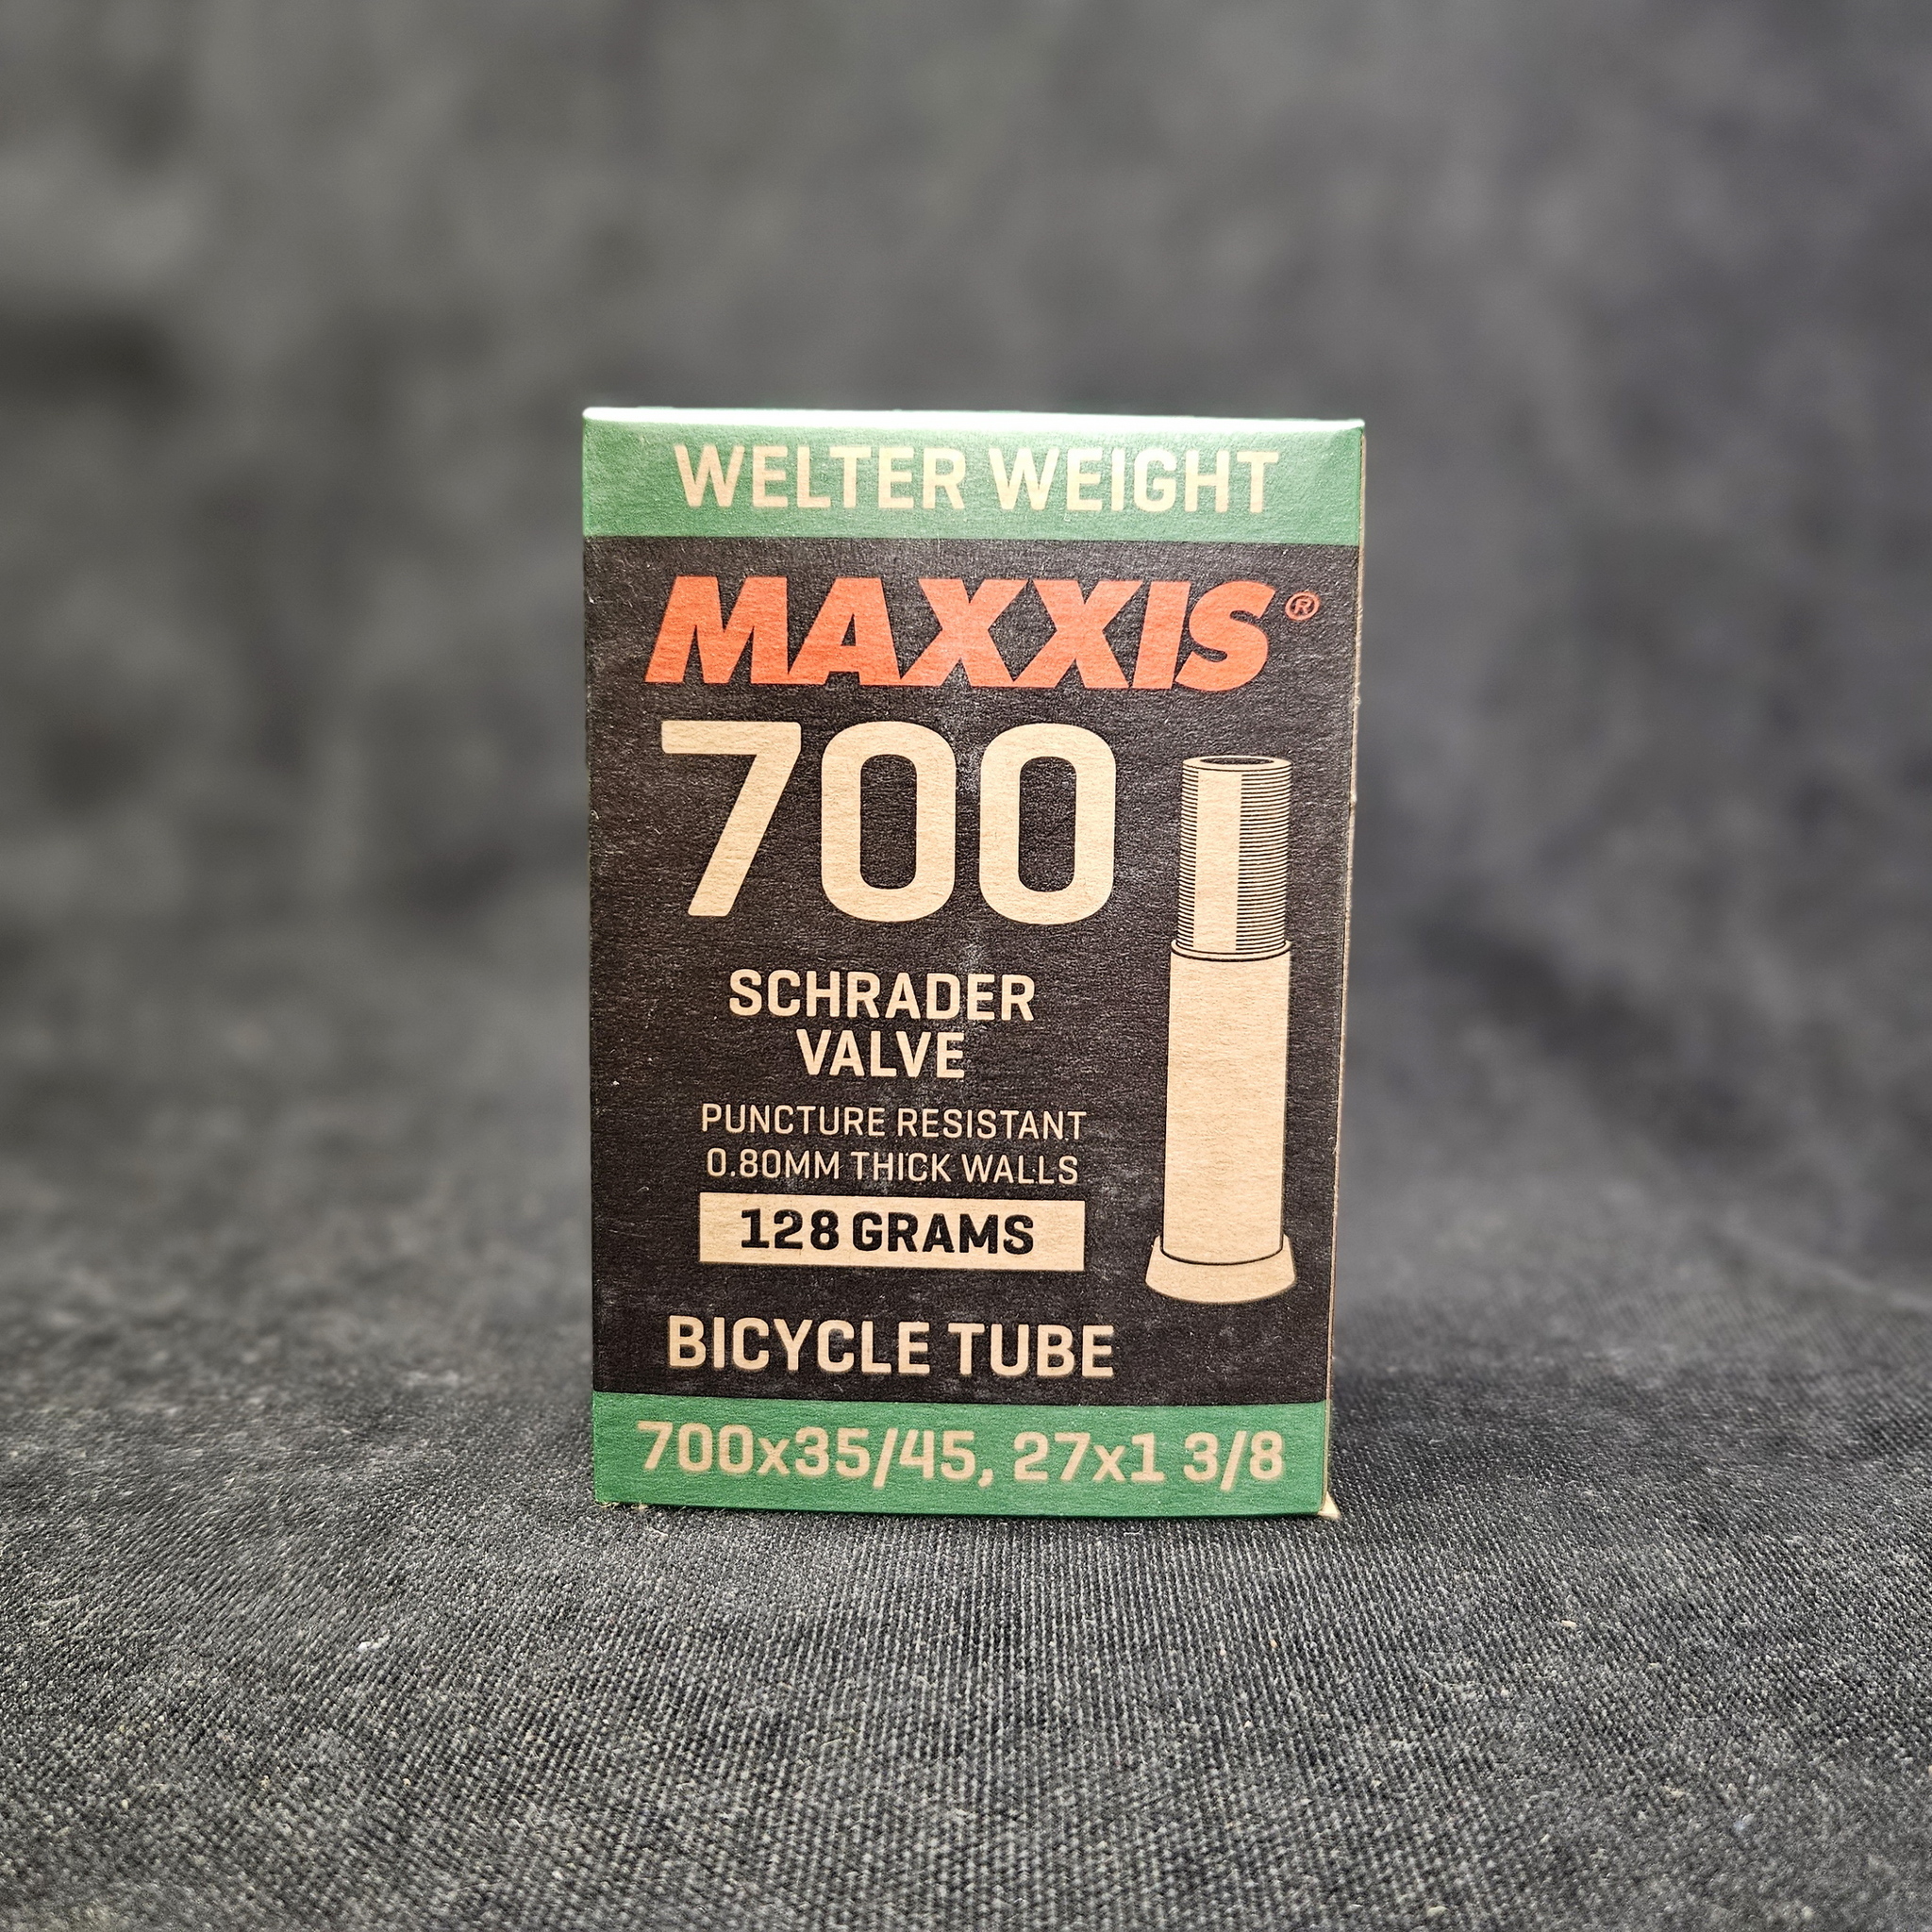 WELTER WEIGHT
MAXXIS®
700
SCHRADER
VALVE
PUNCTURE RESISTANT
0.80MM THICK WALLS
128 GRAMS
BICYCLE TUBE
700x35/45, 27x1 3/8